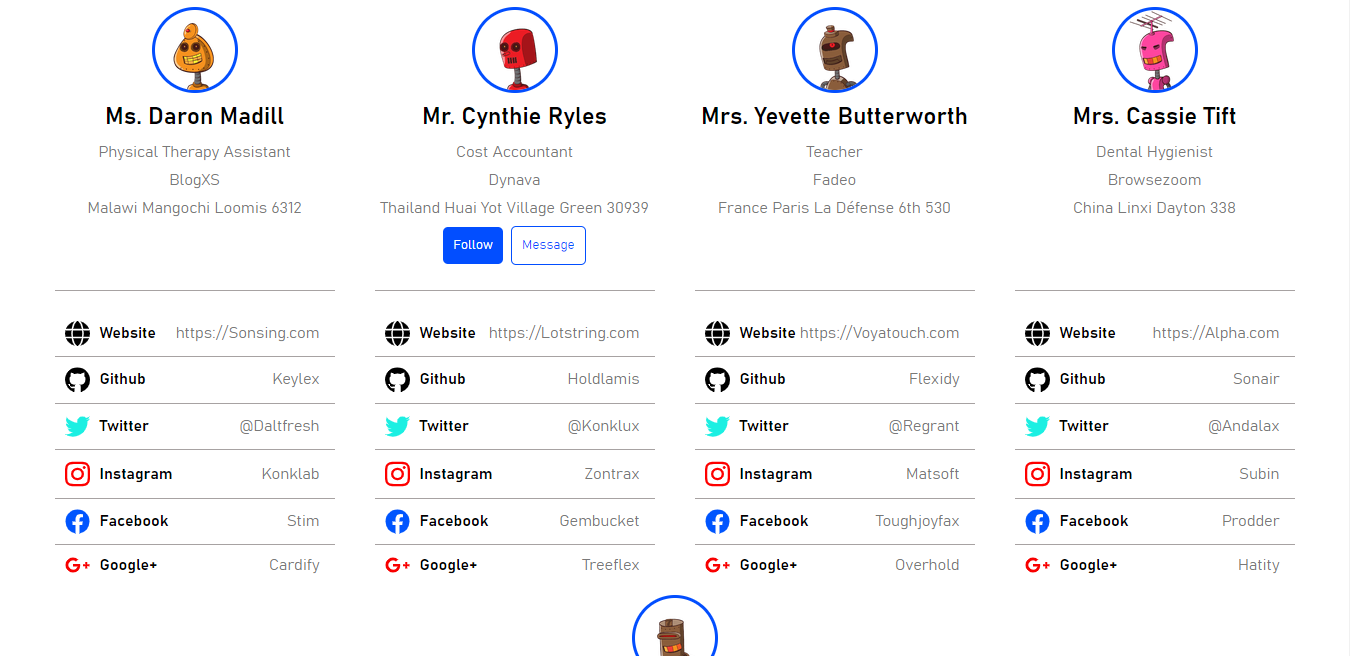 Ms. Daron Madill
Physical Therapy Assistant
BlogXS
Malawi Mangochi Loomis 6312
Website https://Sonsing.com
Github Keylex
Twitter @Daltfresh
Instagram Konklab
Facebook Stim
Google+ Cardify
Mr. Cynthie Ryles
Cost Accountant
Dynava
Thailand Huai Yot Village Green 30939
Follow Message
Website https://Lotstring.com
Github Holdlamis
Twitter @Konklux
Instagram Zontrax
Facebook Gembucket
Google+ Treeflex
Mrs. Yevette Butterworth
Teacher
Fadeo
France Paris La Défense 6th 530
Website https://Voyatouch.com
Github Flexidy
Twitter @Regrant
Instagram Matsoft
Facebook Toughjoyfax
Google+ Overhold
Mrs. Cassie Tift
Dental Hygienist
Browsezoom
China Linxi Dayton 338
Website https://Alpha.com
Github Sonair
Twitter @Andalax
Instagram Subin
Facebook Prodder
Google+ Hatity